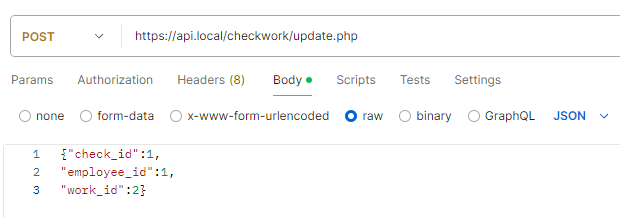 POST https://api.local/checkwork/update.php
Params Authorization Headers (8) Body Scripts Tests Settings
none form-data x-www-form-urlencoded raw binary GraphQL JSON
1 {"check_id":1,
2 "employee_id":1,
3 "work_id":2}